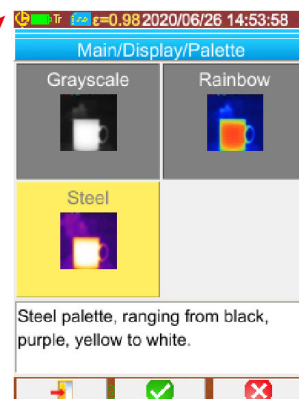 Tr ε=0.98 2020/06/26 14:53:58
Main/Display/Palette
Grayscale Rainbow
Steel
Steel palette, ranging from black,
purple, yellow to white.